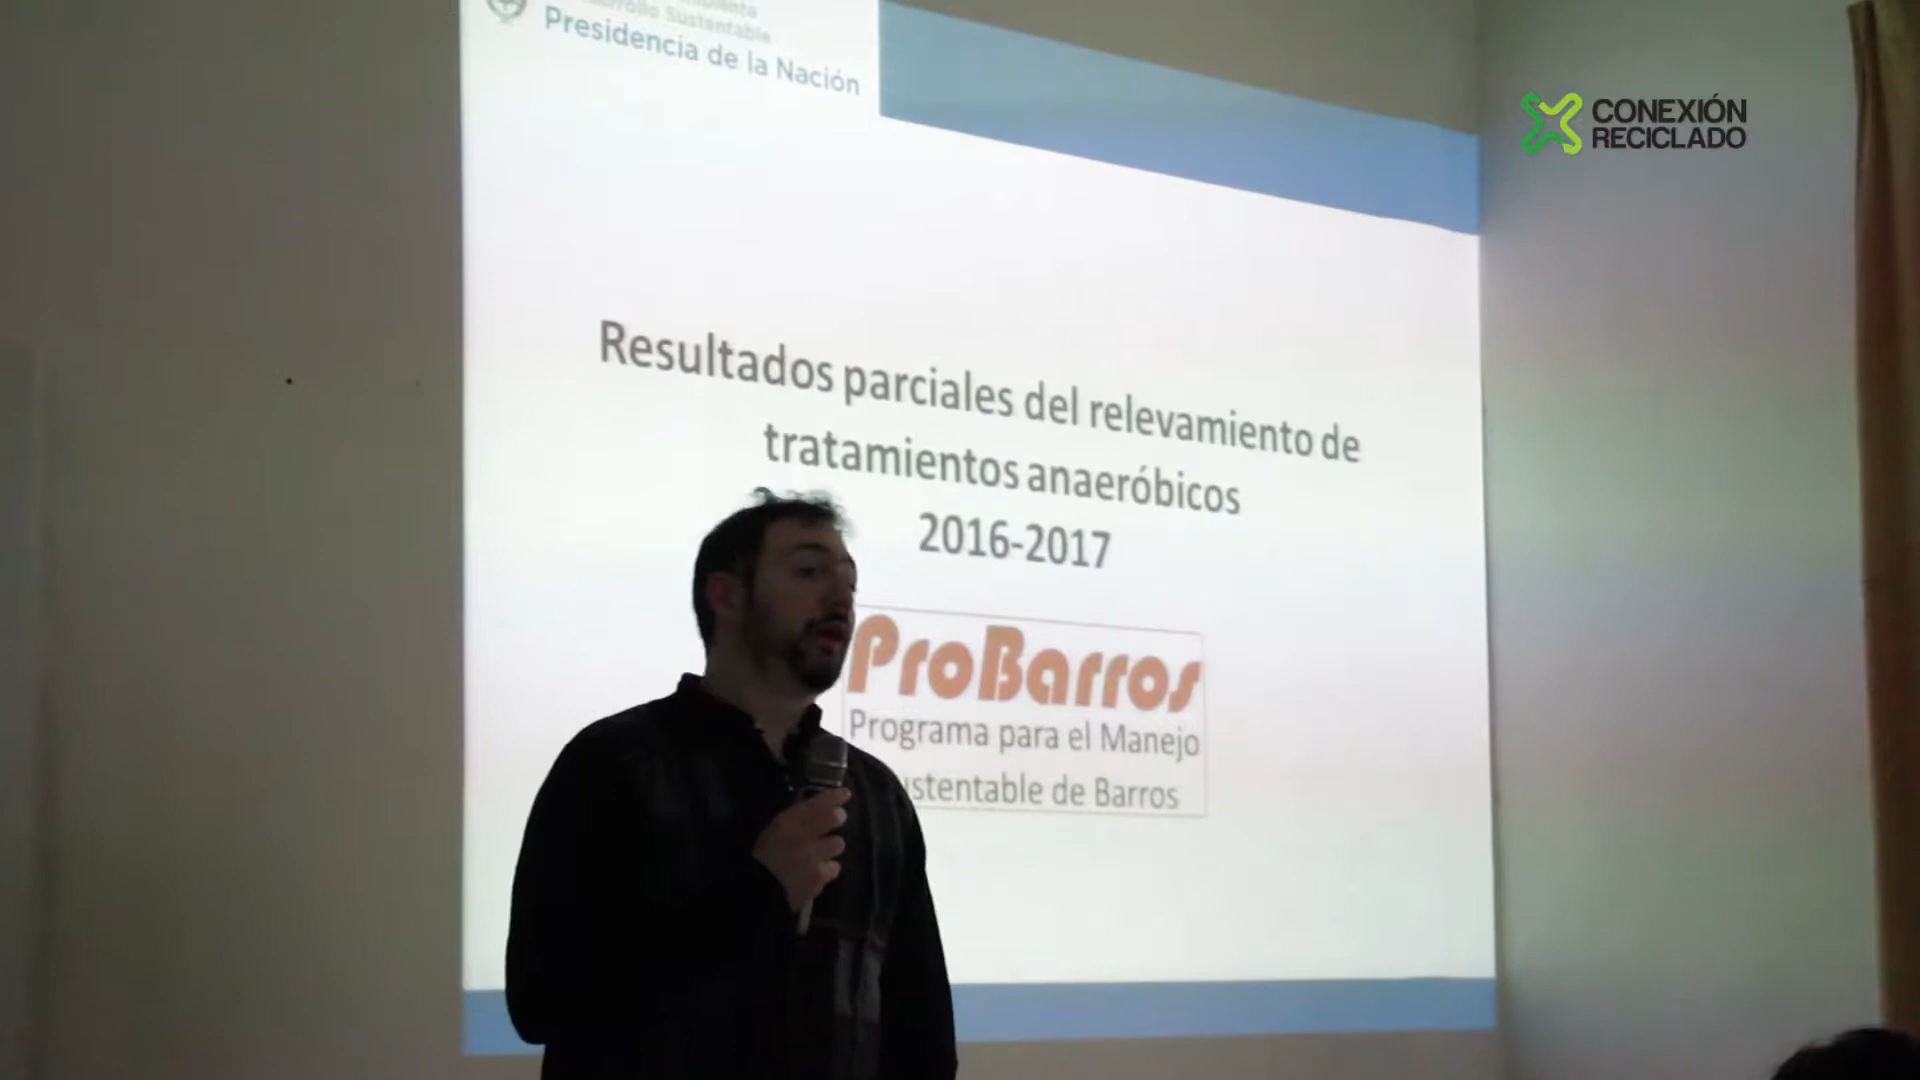 Sustentable
Presidencia de la Nación
CONEXIÓN
RECICLADO
Resultados parciales del relevamiento de
tratamientos anaeróbicos
2016-2017
ProBarros
Programa para el Manejo
ustentable de Barros